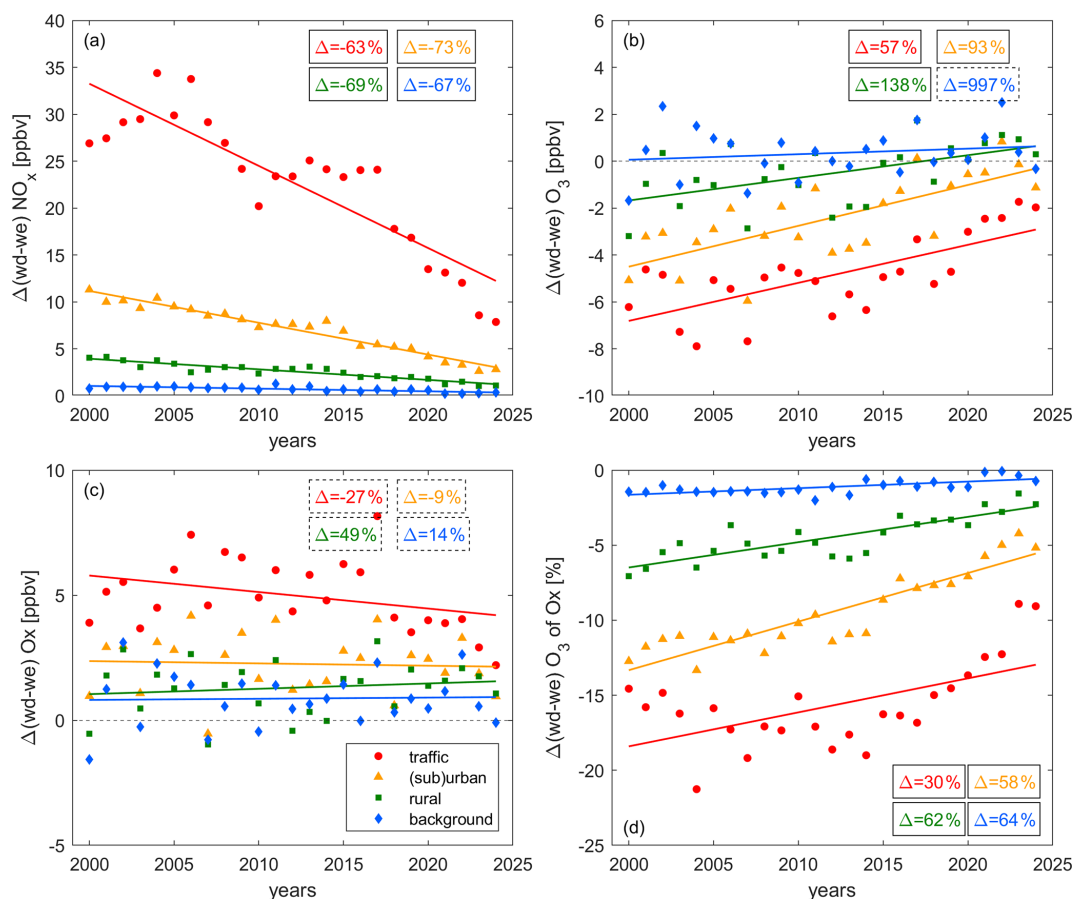 (a)
Δ=-63% Δ=-73%
Δ=-69% Δ=-67%
Δ(wd-we) NOx [ppbv]
40
35
30
25
20
15
10
5
0
2000 2005 2010 2015 2020 2025
years
(b)
Δ=57% Δ=93%
Δ=138% Δ=997%
Δ(wd-we) O3 [ppbv]
6
4
2
0
-2
-4
-6
-8
-10
2000 2005 2010 2015 2020 2025
years
(c)
Δ=-27% Δ=-9%
Δ=49% Δ=14%
Δ(wd-we) Ox [ppbv]
10
5
0
-5
traffic
(sub)urban
rural
background
2000 2005 2010 2015 2020 2025
years
Δ(wd-we) O3 of Ox [%]
0
-5
-10
-15
-20
-25
Δ=30% Δ=58%
Δ=62% Δ=64%
(d)
2000 2005 2010 2015 2020 2025
years